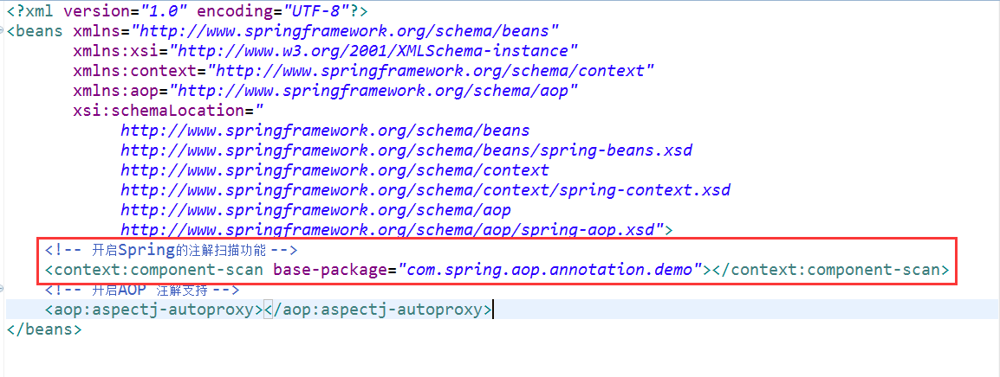 <?xml version="1.0" encoding="UTF-8"?>
<beans xmlns="http://www.springframework.org/schema/beans"
xmlns:xsi="http://www.w3.org/2001/XMLSchema-instance"
xmlns:context="http://www.springframework.org/schema/context"
xmlns:aop="http://www.springframework.org/schema/aop"
xsi:schemaLocation="
http://www.springframework.org/schema/beans
http://www.springframework.org/schema/beans/spring-beans.xsd
http://www.springframework.org/schema/context
http://www.springframework.org/schema/context/spring-context.xsd
http://www.springframework.org/schema/aop
http://www.springframework.org/schema/aop/spring-aop.xsd">
<!-- 开启Spring的注解扫描功能 -->
<context:component-scan base-package="com.spring.aop.annotation.demo"></context:component-scan>
<!-- 开启AOP 注解支持 -->
<aop:aspectj-autoproxy></aop:aspectj-autoproxy>
</beans>